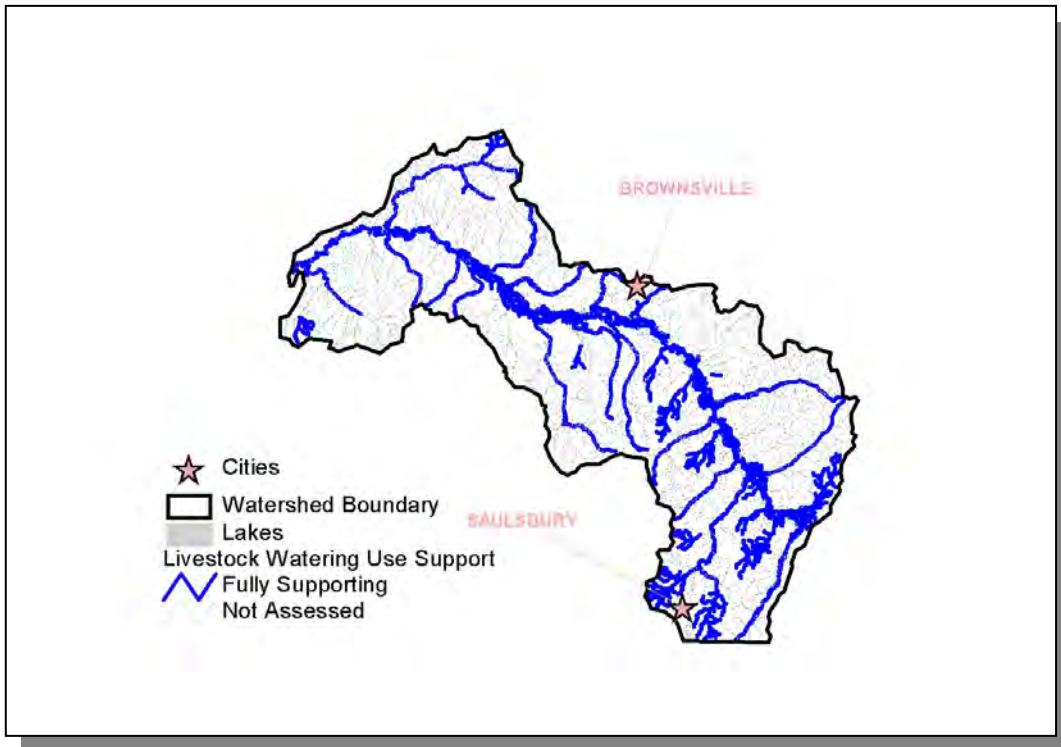 BROWNSVILLE
Cities
Watershed Boundary
SAULSBURY
Lakes
Livestock Watering Use Support
Fully Supporting
Not Assessed